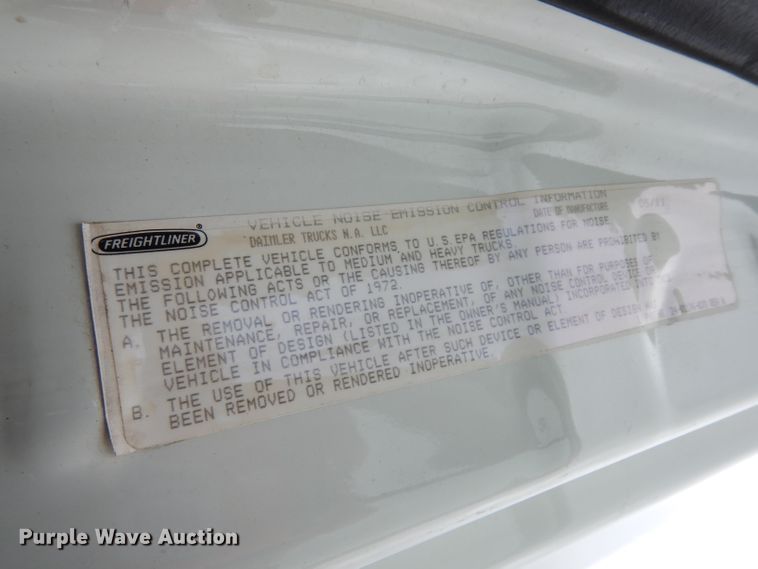 FREIGHTLINER®
VEHICLE NOISE EMISSION CONTROL INFORMATION
DAIMLER TRUCKS N.A. LLC
DATE OF MANUFACTURE 05/11
THIS COMPLETE VEHICLE CONFORMS TO U.S.EPA REGULATIONS FOR NOISE
EMISSION APPLICABLE TO MEDIUM AND HEAVY TRUCKS
THE FOLLOWING ACTS OR THE CAUSING THEREOF BY ANY PERSON ARE PROHIBITED BY
THE NOISE CONTROL ACT OF 1972.
A. THE REMOVAL OR RENDERING INOPERATIVE OF, OTHER THAN FOR PURPOSES OF
MAINTENANCE, REPAIR, OR REPLACEMENT, OF ANY NOISE CONTROL DEVICE OR
ELEMENT OF DESIGN (LISTED IN THE OWNER'S MANUAL) INCORPORATED INTO
VEHICLE IN COMPLIANCE WITH THE NOISE CONTROL ACT
B. THE USE OF THIS VEHICLE AFTER SUCH DEVICE OR ELEMENT OF DESIGN HAS
BEEN REMOVED OR RENDERED INOPERATIVE.
Purple Wave Auction